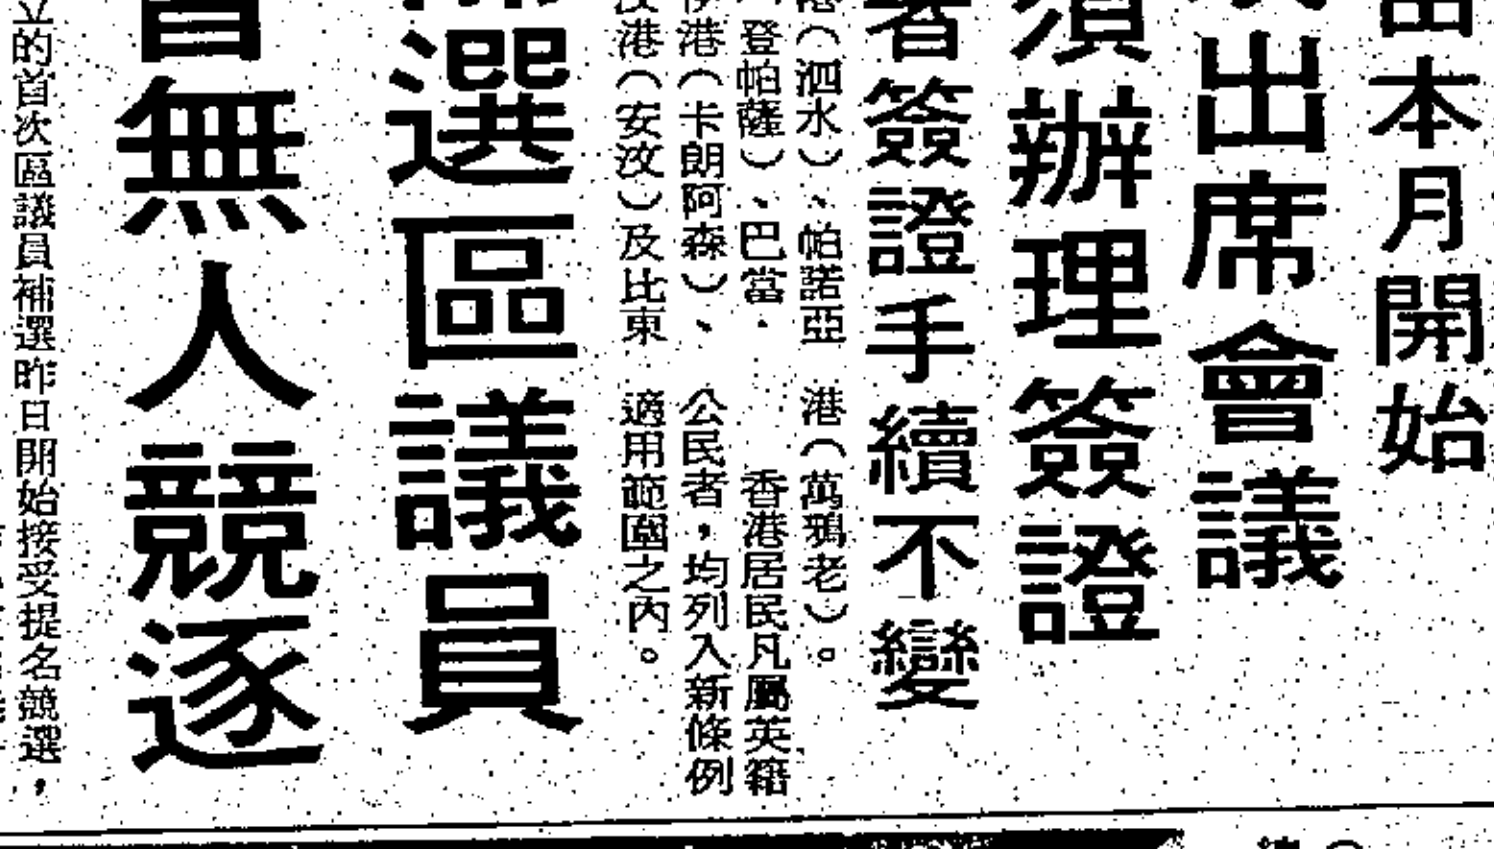 本月開始
出席會議
須辦理簽證
者簽證手續不變
港（泗水）、帕諾亞
登帕薩）、巴當．
港（卡朗阿森）、
港（安汶）及比東
港（萬鴉老）。
香港居民凡屬英籍
公民者，均列入新條例
適用範圍之內。
選區議員
無人競逐
立的首次區議員補選昨日開始接受提名競選，